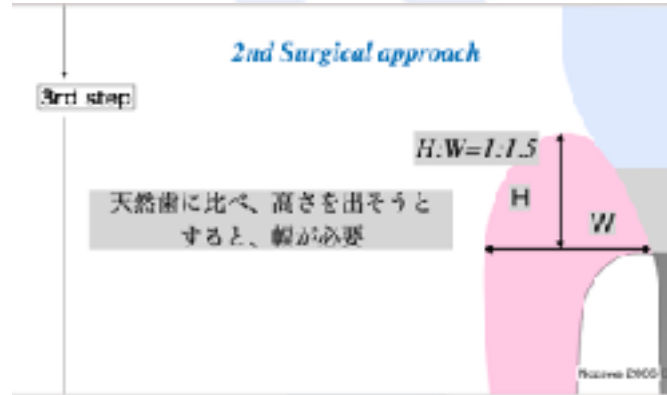 2nd Surgical approach
3rd step
H:W=1:1.5
天然歯に比べ、高さを出そうと
すると、幅が必要
H
W
2003